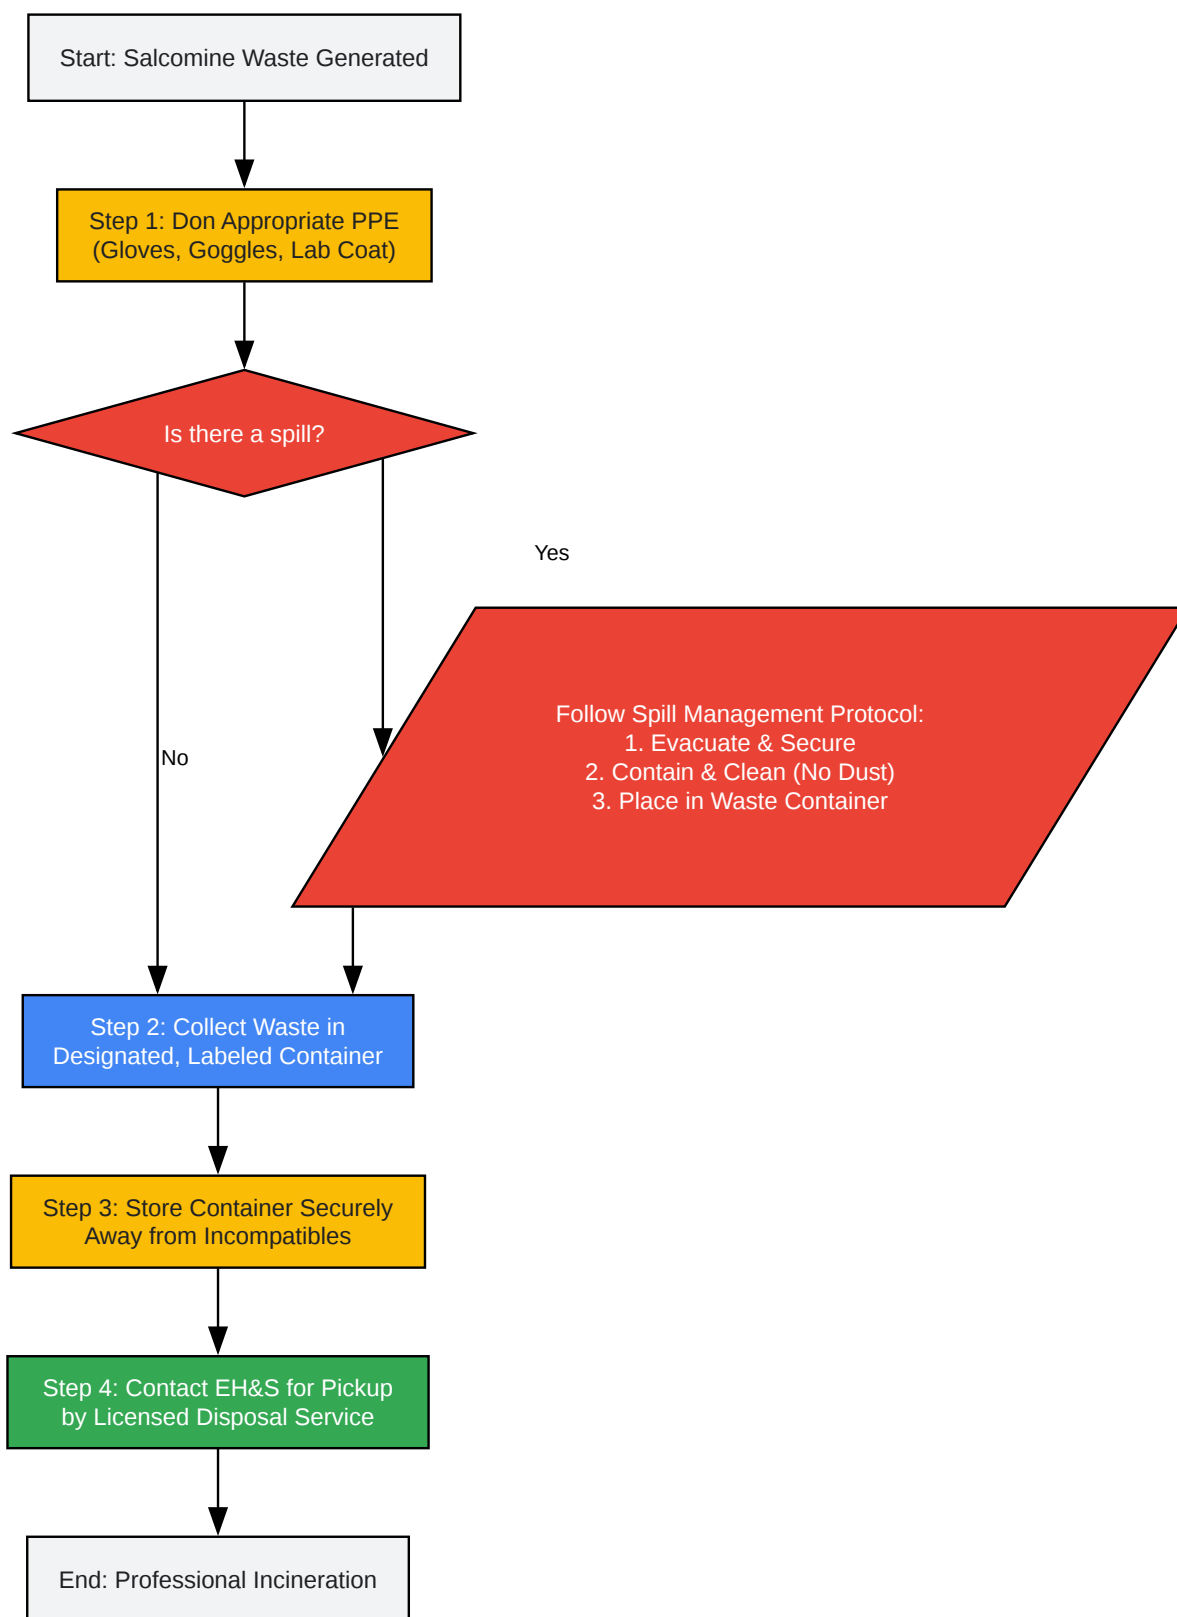 Start: Salcomine Waste Generated
Step 1: Don Appropriate PPE
(Gloves, Goggles, Lab Coat)
Is there a spill?
Yes
Follow Spill Management Protocol:
1. Evacuate & Secure
2. Contain & Clean (No Dust)
3. Place in Waste Container
No
Step 2: Collect Waste in
Designated, Labeled Container
Step 3: Store Container Securely
Away from Incompatibles
Step 4: Contact EH&S for Pickup
by Licensed Disposal Service
End: Professional Incineration